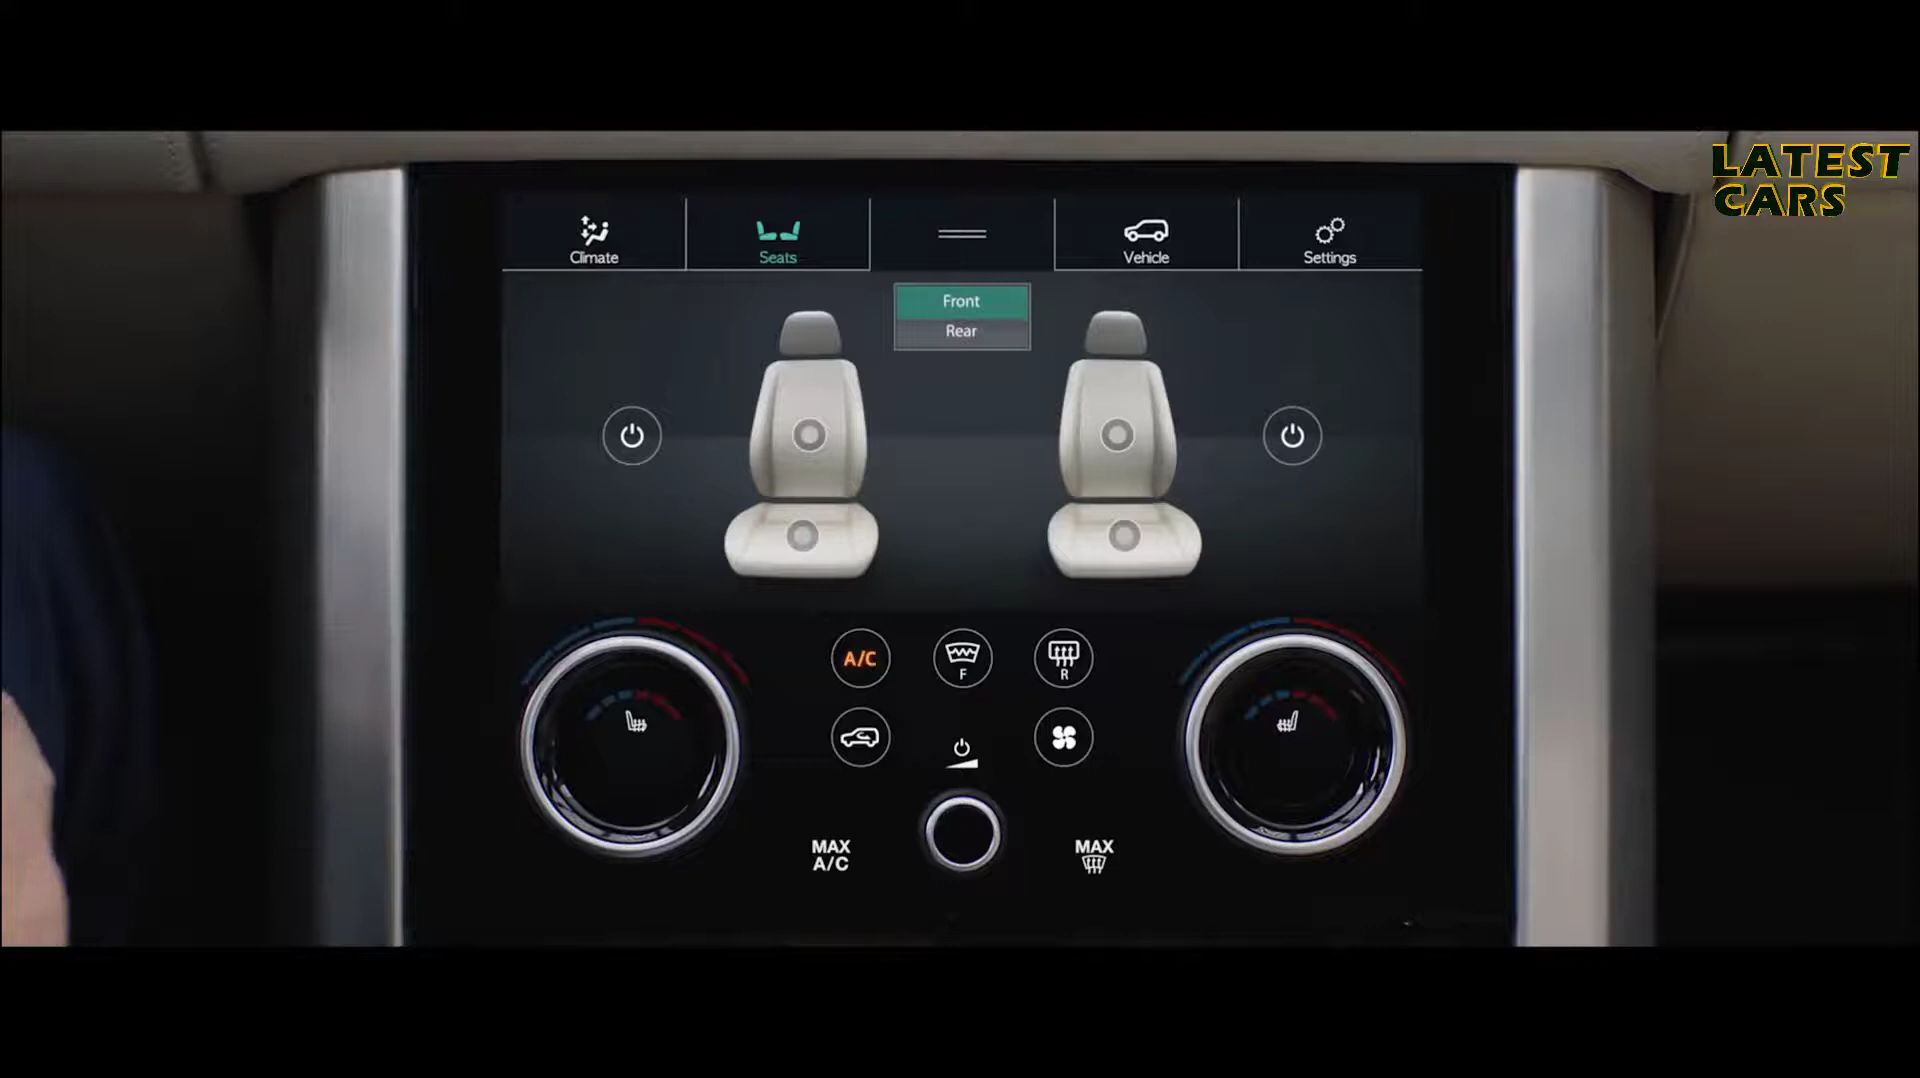 LATEST
CARS
Climate
Seats
Vehicle
Settings
Front
Rear
A/C
F
R
MAX
A/C
MAX